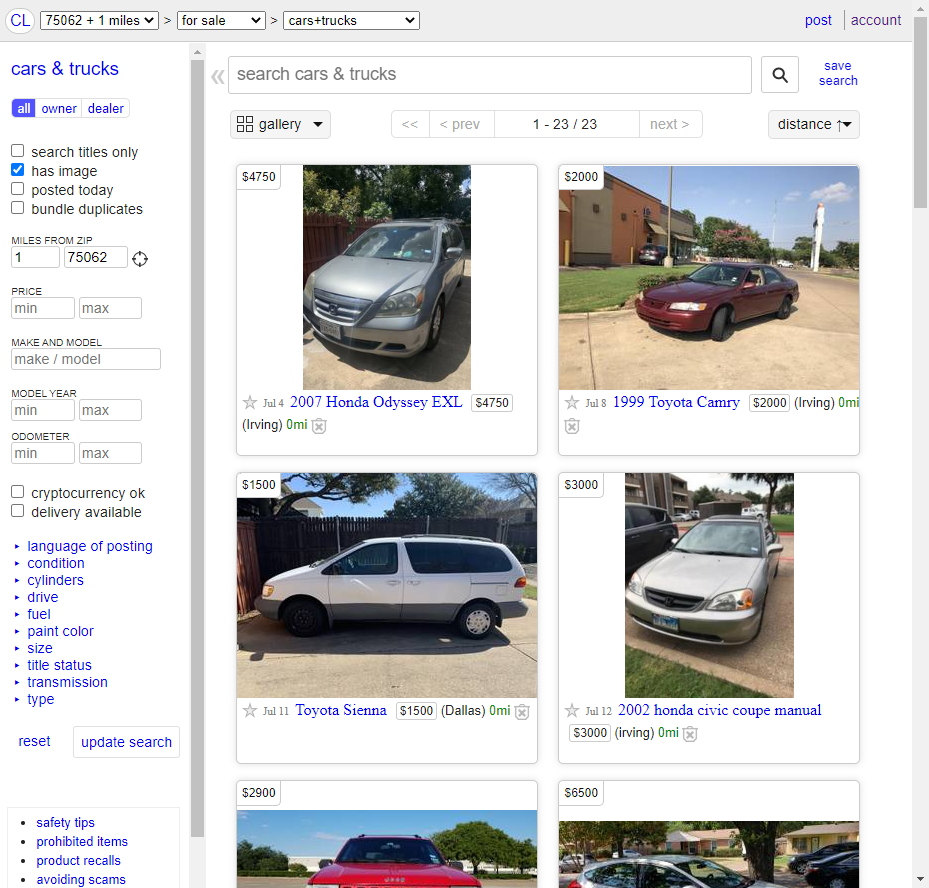 CL 75062 + 1 miles > for sale > cars+trucks post account
cars & trucks
all owner dealer
search titles only
has image
posted today
bundle duplicates
MILES FROM ZIP
1 75062
PRICE
min max
MAKE AND MODEL
make / model
MODEL YEAR
min max
ODOMETER
min max
cryptocurrency ok
delivery available
language of posting
condition
cylinders
drive
fuel
paint color
size
title status
transmission
type
reset update search
safety tips
prohibited items
product recalls
avoiding scams
« search cars & trucks
save
search
gallery << < prev 1 - 23 / 23 next > distance ↑
$4750
Jul 4 2007 Honda Odyssey EXL $4750
(Irving) 0mi
$2000
Jul 8 1999 Toyota Camry $2000 (Irving) 0mi
$1500
Jul 11 Toyota Sienna $1500 (Dallas) 0mi
$3000
Jul 12 2002 honda civic coupe manual
$3000 (irving) 0mi
$2900
$6500